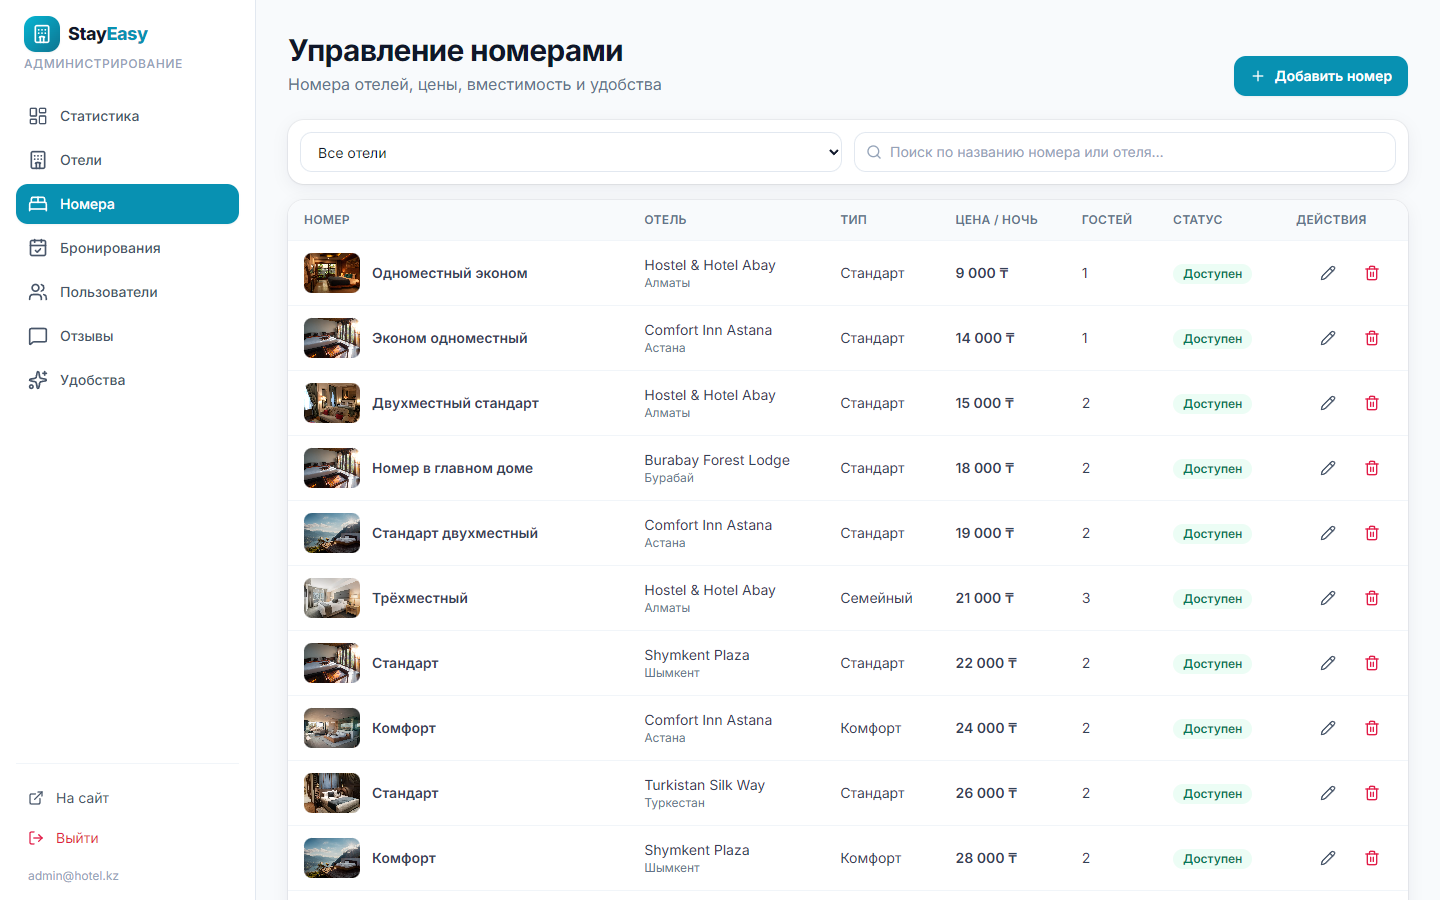 StayEasy
АДМИНИСТРИРОВАНИЕ
Статистика
Отели
Номера
Бронирования
Пользователи
Отзывы
Удобства
На сайт
Выйти
admin@hotel.kz
Управление номерами
Номера отелей, цены, вместимость и удобства
Добавить номер
Все отели
Поиск по названию номера или отеля...
НОМЕР ОТЕЛЬ ТИП ЦЕНА / НОЧЬ ГОСТЕЙ СТАТУС ДЕЙСТВИЯ
Одноместный эконом Hostel & Hotel Abay Стандарт 9 000 ₸ 1 Доступен
Алматы
Эконом одноместный Comfort Inn Astana Стандарт 14 000 ₸ 1 Доступен
Астана
Двухместный стандарт Hostel & Hotel Abay Стандарт 15 000 ₸ 2 Доступен
Алматы
Номер в главном доме Burabay Forest Lodge Стандарт 18 000 ₸ 2 Доступен
Бурабай
Стандарт двухместный Comfort Inn Astana Стандарт 19 000 ₸ 2 Доступен
Астана
Трёхместный Hostel & Hotel Abay Семейный 21 000 ₸ 3 Доступен
Алматы
Стандарт Shymkent Plaza Стандарт 22 000 ₸ 2 Доступен
Шымкент
Комфорт Comfort Inn Astana Комфорт 24 000 ₸ 2 Доступен
Астана
Стандарт Turkistan Silk Way Стандарт 26 000 ₸ 2 Доступен
Туркестан
Комфорт Shymkent Plaza Комфорт 28 000 ₸ 2 Доступен
Шымкент